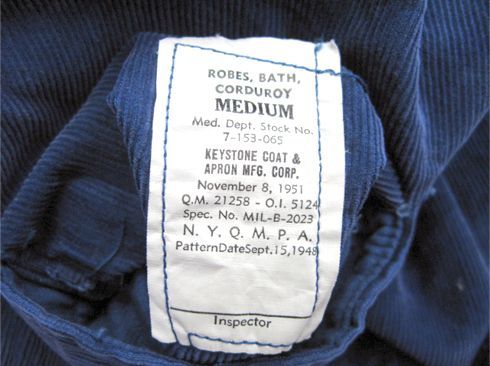 ROBES, BATH,
CORDUROY
MEDIUM
Med. Dept. Stock No.
7-153-065
KEYSTONE COAT &
APRON MFG. CORP.
November 8, 1951
Q.M. 21258 - O.I. 5124
Spec. No. MIL-B-2023
N. Y. Q. M. P. A.
PatternDateSept.15,1948
Inspector